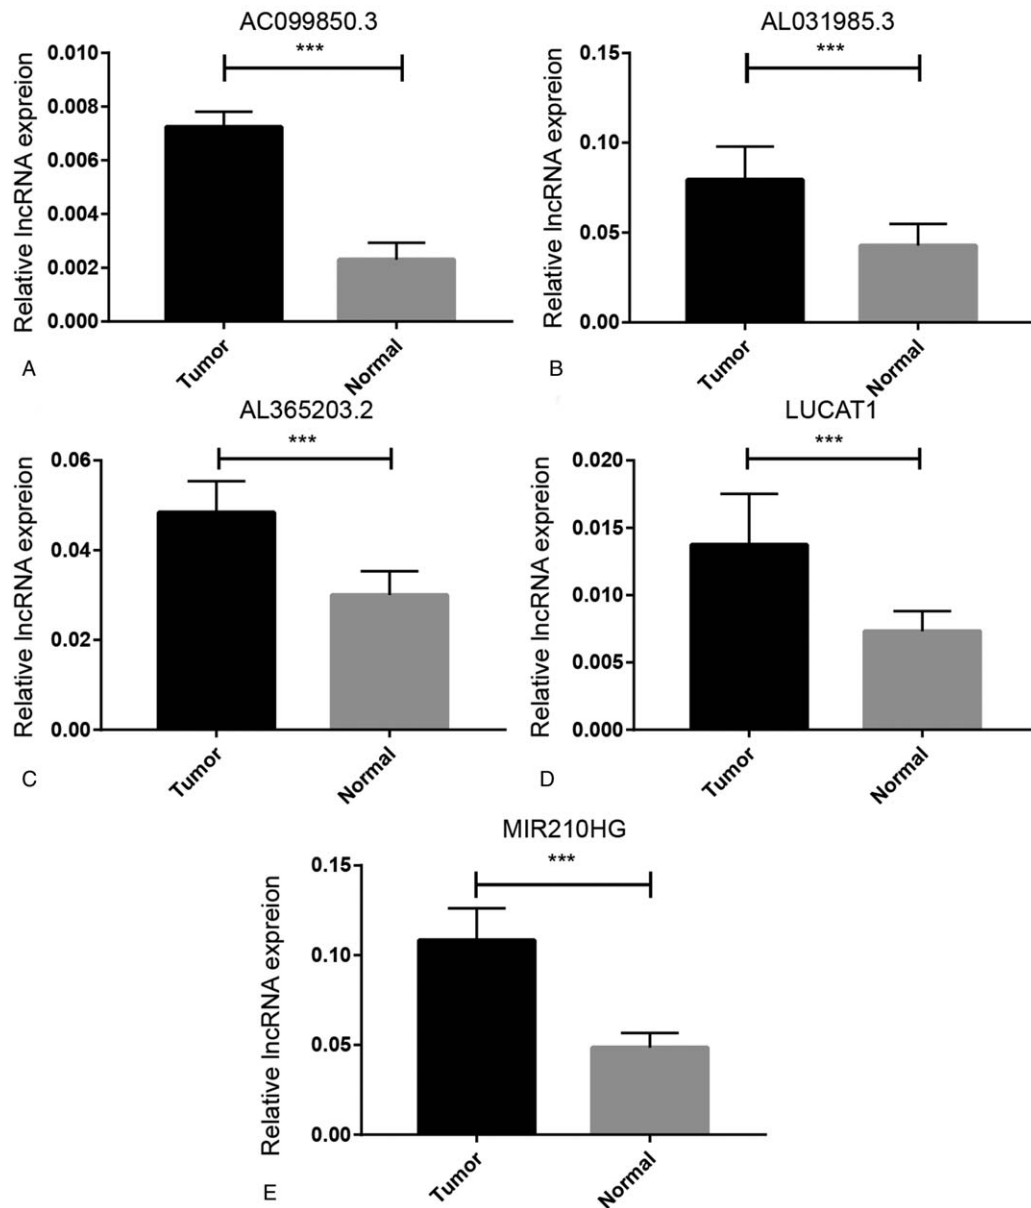 AC099850.3
***
Relative lncRNA expreion
0.010
0.008
0.006
0.004
0.002
0.000
Tumor
Normal
A
AL031985.3
***
Relative lncRNA expreion
0.15
0.10
0.05
0.00
Tumor
Normal
B
AL365203.2
***
Relative lncRNA expreion
0.06
0.04
0.02
0.00
Tumor
Normal
C
LUCAT1
***
Relative lncRNA expreion
0.020
0.015
0.010
0.005
0.000
Tumor
Normal
D
MIR210HG
***
Relative lncRNA expreion
0.15
0.10
0.05
0.00
Tumor
Normal
E